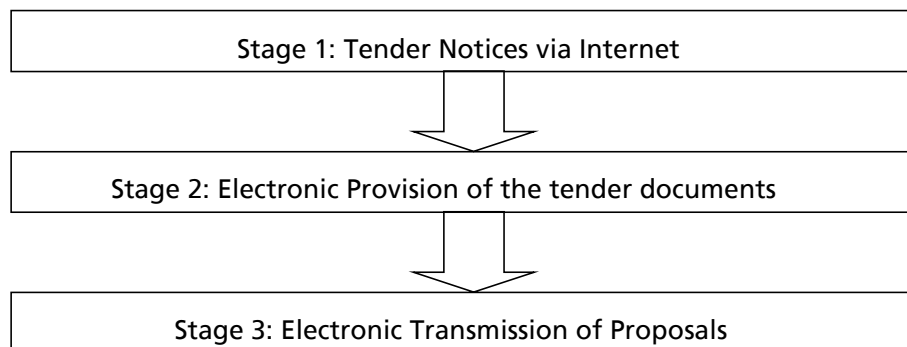 Stage 1: Tender Notices via Internet
Stage 2: Electronic Provision of the tender documents
Stage 3: Electronic Transmission of Proposals